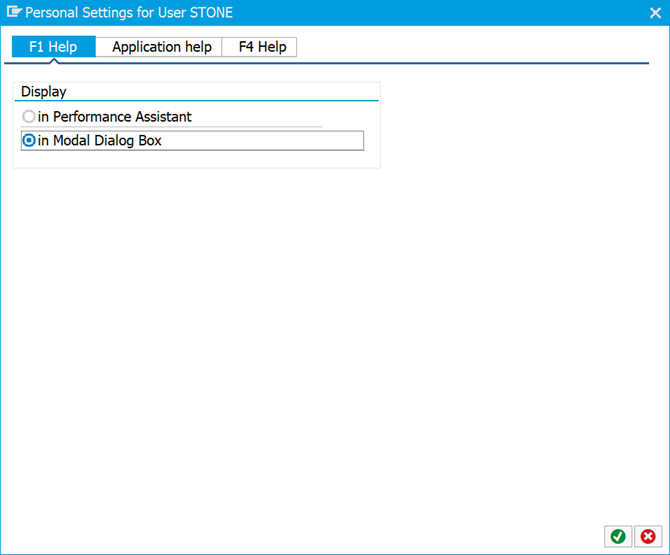 Personal Settings for User STONE
F1 Help Application help F4 Help
Display
in Performance Assistant
in Modal Dialog Box